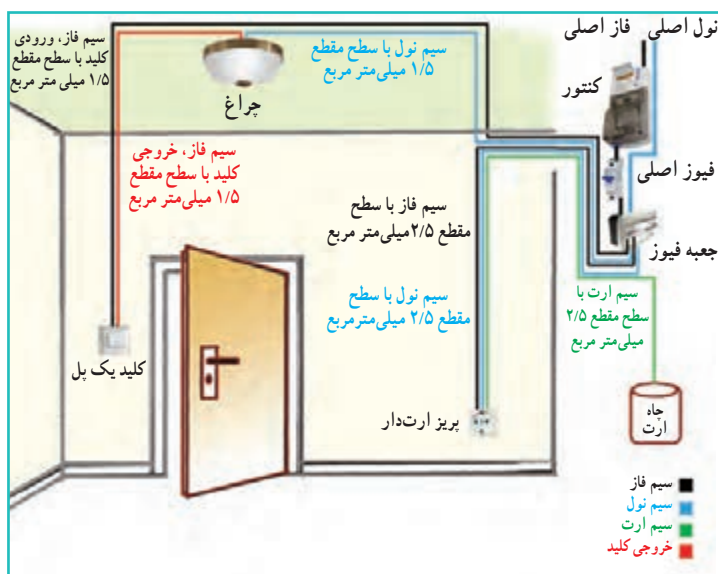 نول اصلی
فاز اصلی
کنتور
فیوز اصلی
جعبه فیوز
سیم فاز، ورودی
کلید با سطح مقطع
۱/۵ میلی متر مربع
چراغ
سیم نول با سطح مقطع
۱/۵ میلی‌متر مربع
سیم فاز، خروجی
کلید با سطح مقطع
۱/۵ میلی‌متر مربع
سیم فاز با سطح
مقطع ۲/۵میلی‌متر مربع
سیم نول با سطح
مقطع ۲/۵ میلی‌مترمربع
سیم ارت با
سطح مقطع ۲/۵
میلی‌متر مربع
کلید یک پل
پریز ارت‌دار
چاه
ارت
سیم فاز
سیم نول
سیم ارت
خروجی کلید